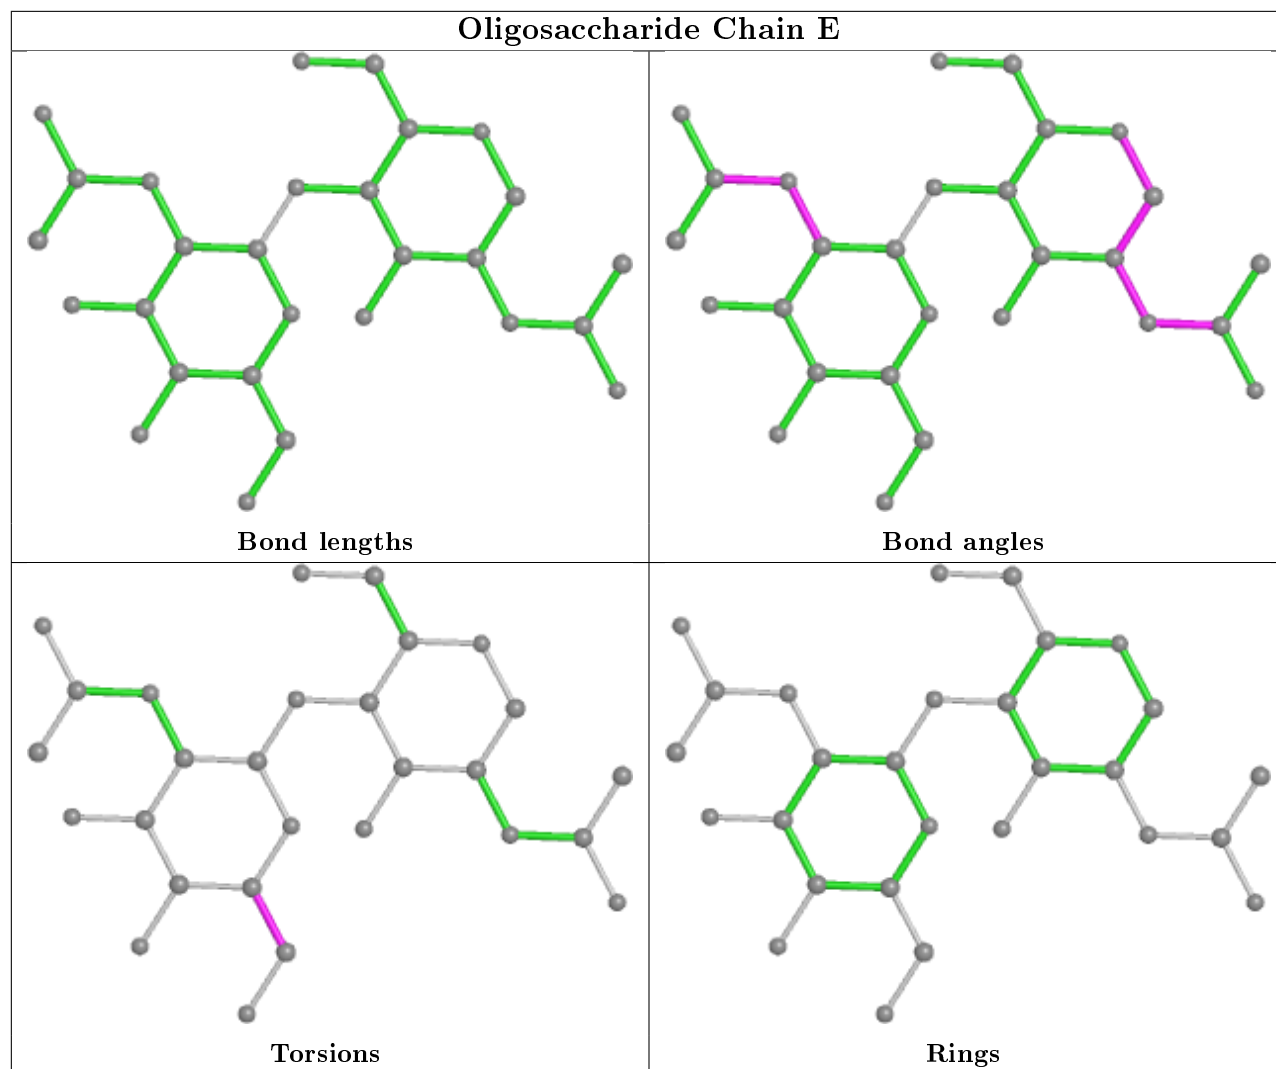 Oligosaccharide Chain E
Bond lengths
Bond angles
Torsions
Rings